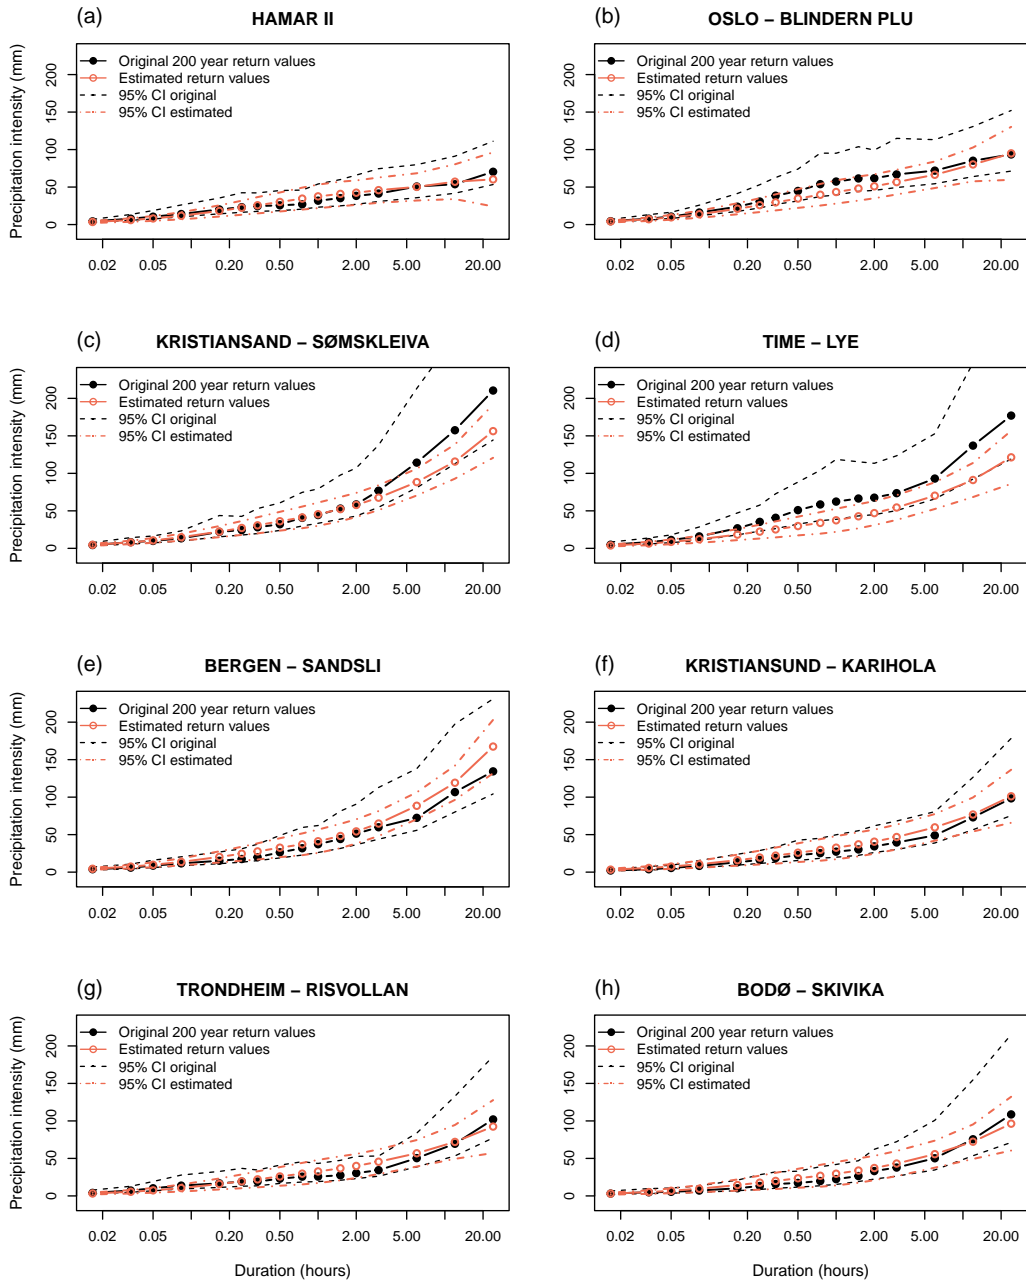 (a)
HAMAR II
Precipitation intensity (mm)
0 50 100 150 200
Original 200 year return values
Estimated return values
95% CI original
95% CI estimated
0.02 0.05 0.20 0.50 2.00 5.00 20.00
(b)
OSLO − BLINDERN PLU
0 50 100 150 200
Original 200 year return values
Estimated return values
95% CI original
95% CI estimated
0.02 0.05 0.20 0.50 2.00 5.00 20.00
(c)
KRISTIANSAND − SØMSKLEIVA
Precipitation intensity (mm)
0 50 100 150 200
Original 200 year return values
Estimated return values
95% CI original
95% CI estimated
0.02 0.05 0.20 0.50 2.00 5.00 20.00
(d)
TIME − LYE
0 50 100 150 200
Original 200 year return values
Estimated return values
95% CI original
95% CI estimated
0.02 0.05 0.20 0.50 2.00 5.00 20.00
(e)
BERGEN − SANDSLI
Precipitation intensity (mm)
0 50 100 150 200
Original 200 year return values
Estimated return values
95% CI original
95% CI estimated
0.02 0.05 0.20 0.50 2.00 5.00 20.00
(f)
KRISTIANSUND − KARIHOLA
0 50 100 150 200
Original 200 year return values
Estimated return values
95% CI original
95% CI estimated
0.02 0.05 0.20 0.50 2.00 5.00 20.00
(g)
TRONDHEIM − RISVOLLAN
Precipitation intensity (mm)
0 50 100 150 200
Original 200 year return values
Estimated return values
95% CI original
95% CI estimated
0.02 0.05 0.20 0.50 2.00 5.00 20.00
Duration (hours)
(h)
BODØ − SKIVIKA
0 50 100 150 200
Original 200 year return values
Estimated return values
95% CI original
95% CI estimated
0.02 0.05 0.20 0.50 2.00 5.00 20.00
Duration (hours)